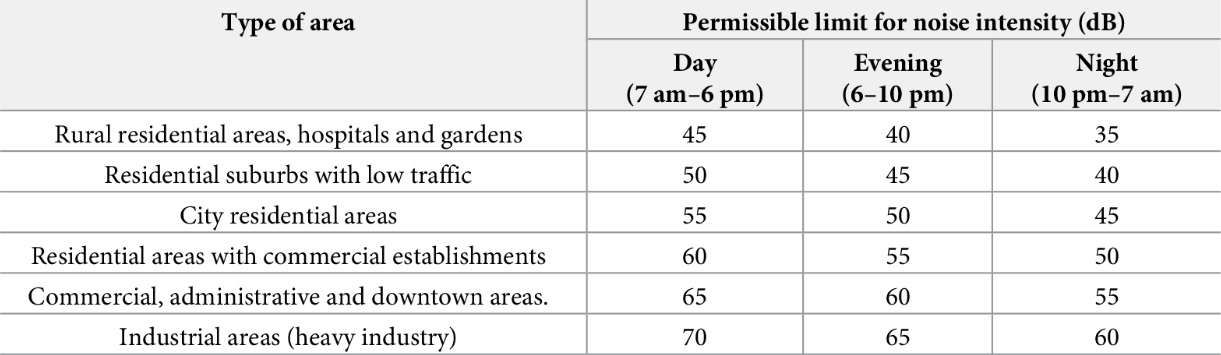 Type of area
Permissible limit for noise intensity (dB)
Day
(7 am–6 pm)
Evening
(6–10 pm)
Night
(10 pm–7 am)
Rural residential areas, hospitals and gardens 45 40 35
Residential suburbs with low traffic 50 45 40
City residential areas 55 50 45
Residential areas with commercial establishments 60 55 50
Commercial, administrative and downtown areas. 65 60 55
Industrial areas (heavy industry) 70 65 60